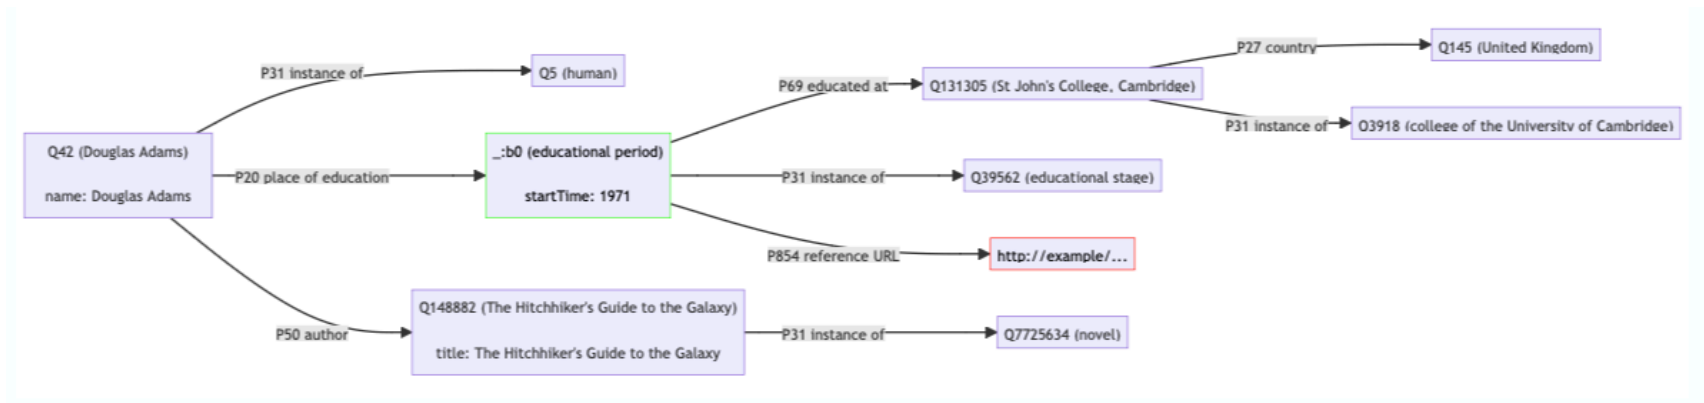 P27 country
Q145 (United Kingdom)
P31 instance of
Q5 (human)
P69 educated at
Q131305 (St John's College, Cambridge)
P31 instance of
Q3918 (college of the University of Cambridge)
Q42 (Douglas Adams)
name: Douglas Adams
P20 place of education
_:b0 (educational period)
startTime: 1971
P31 instance of
Q39562 (educational stage)
P854 reference URL
http://example/...
P50 author
Q148882 (The Hitchhiker's Guide to the Galaxy)
title: The Hitchhiker's Guide to the Galaxy
P31 instance of
Q7725634 (novel)